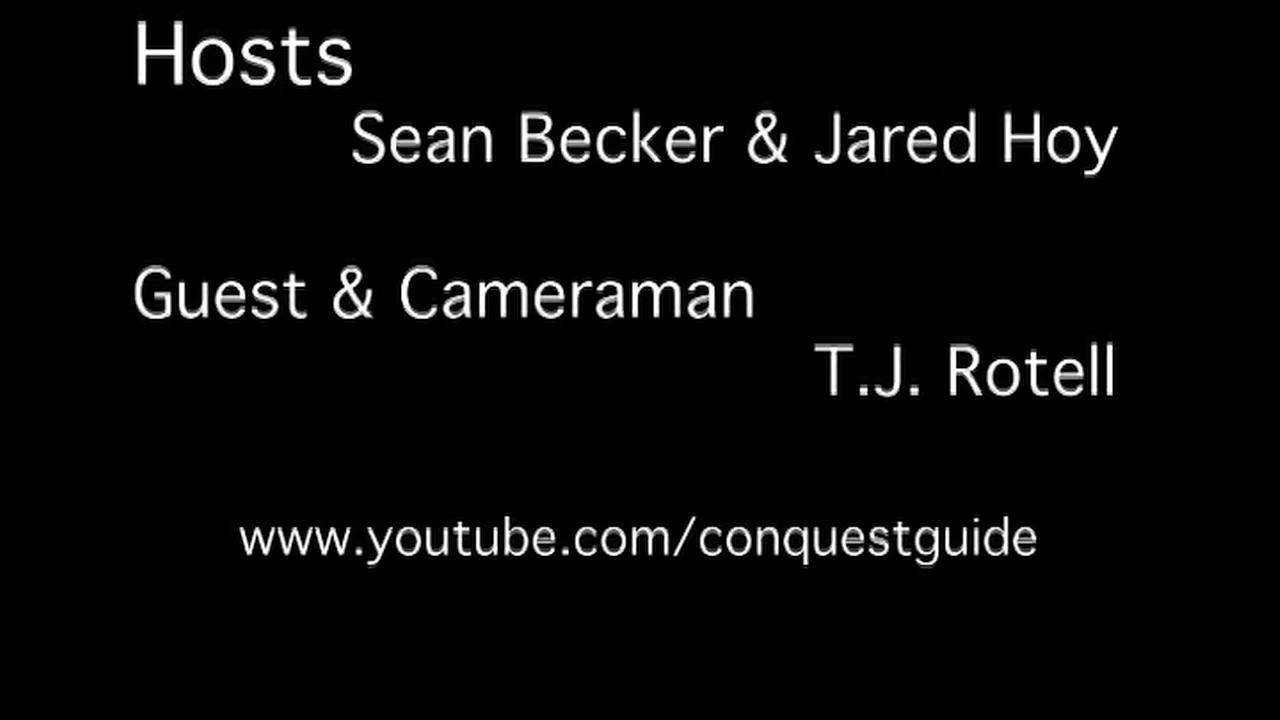 Hosts
Sean Becker & Jared Hoy
Guest & Cameraman
T.J. Rotell
www.youtube.com/conquestguide